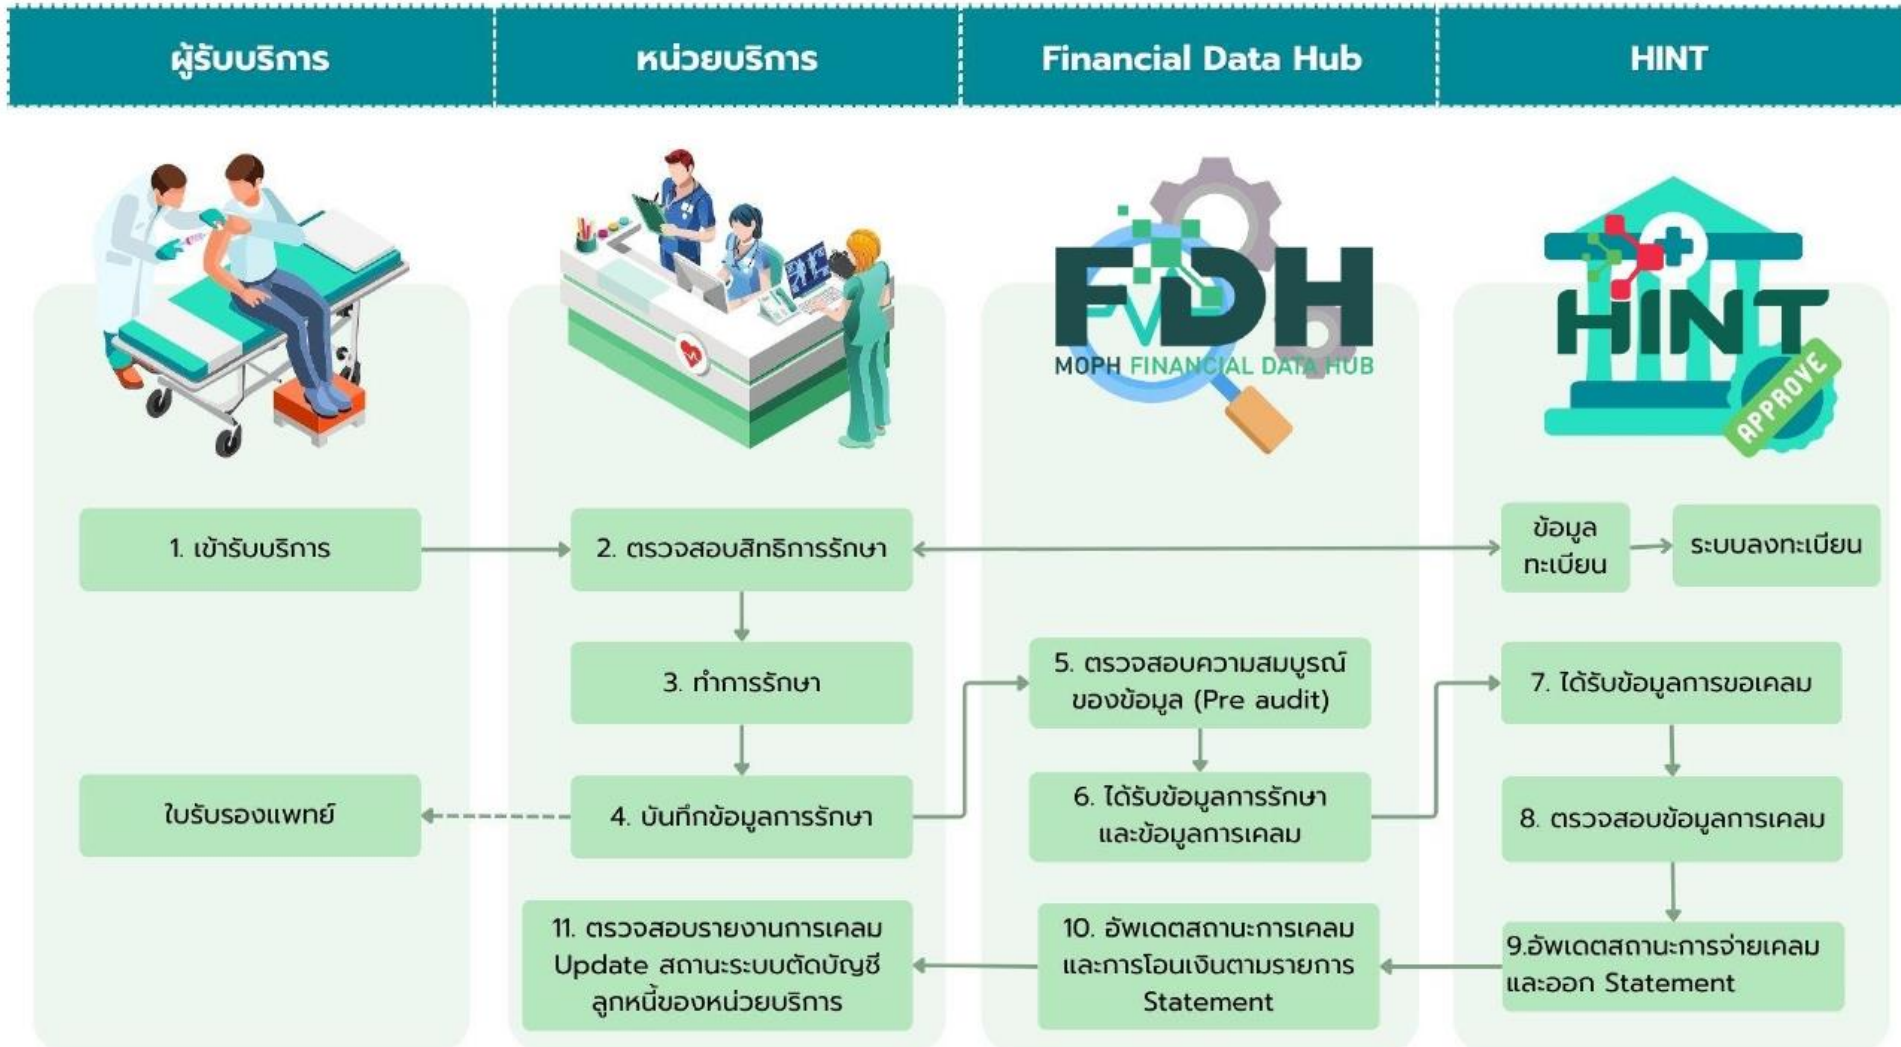 ผู้รับบริการ
หน่วยบริการ
Financial Data Hub
HINT
FDH
MOPH FINANCIAL DATA HUB
HINT
APPROVE
1. เข้ารับบริการ
2. ตรวจสอบสิทธิการรักษา
ข้อมูล
ทะเบียน
ระบบลงทะเบียน
3. ทำการรักษา
5. ตรวจสอบความสมบูรณ์
ของข้อมูล (Pre audit)
7. ได้รับข้อมูลการขอเคลม
ใบรับรองแพทย์
4. บันทึกข้อมูลการรักษา
6. ได้รับข้อมูลการรักษา
และข้อมูลการเคลม
8. ตรวจสอบข้อมูลการเคลม
11. ตรวจสอบรายงานการเคลม
Update สถานะระบบตัดบัญชี
ลูกหนี้ของหน่วยบริการ
10. อัพเดตสถานะการเคลม
และการโอนเงินตามรายการ
Statement
9.อัพเดตสถานะการจ่ายเคลม
และออก Statement